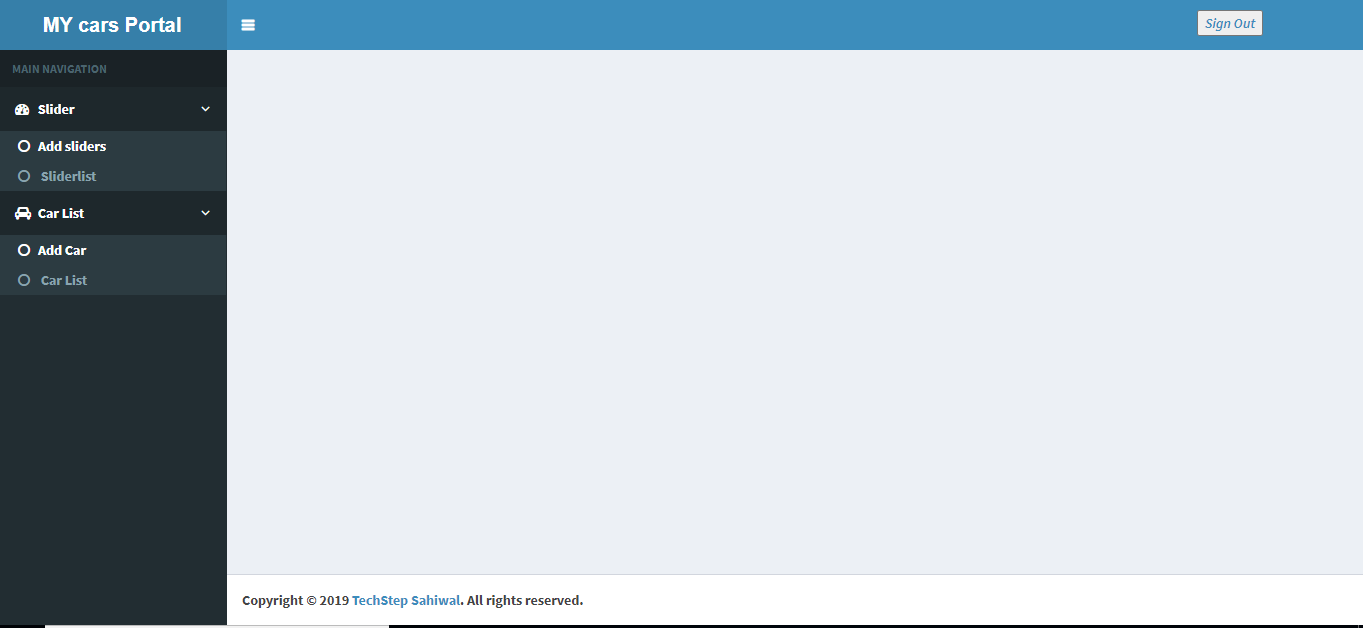 MY cars Portal
Sign Out
MAIN NAVIGATION
Slider
Add sliders
Sliderlist
Car List
Add Car
Car List
Copyright © 2019 TechStep Sahiwal. All rights reserved.